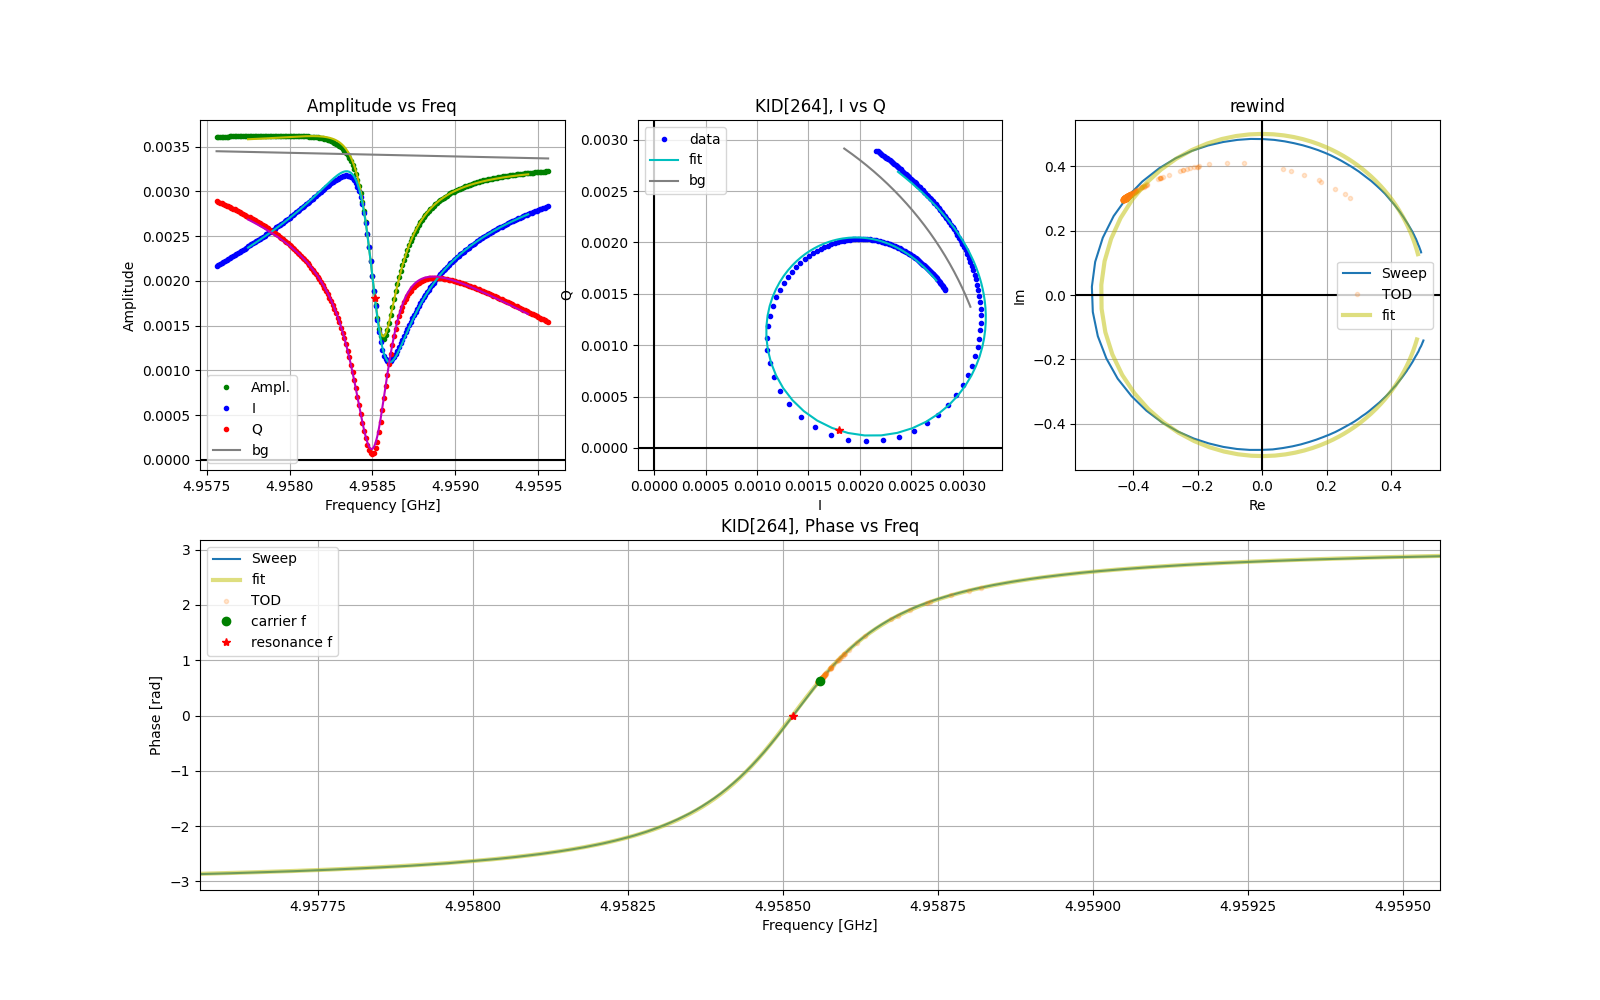 Amplitude vs Freq
Amplitude
0.0035
0.0030
0.0025
0.0020
0.0015
0.0010
0.0005
0.0000
Ampl.
I
Q
bg
4.9575 4.9580 4.9585 4.9590 4.9595
Frequency [GHz]
KID[264], I vs Q
Q
0.0030
0.0025
0.0020
0.0015
0.0010
0.0005
0.0000
data
fit
bg
0.0000 0.0005 0.0010 0.0015 0.0020 0.0025 0.0030
I
rewind
Im
0.4
0.2
0.0
−0.2
−0.4
Sweep
TOD
fit
−0.4 −0.2 0.0 0.2 0.4
Re
KID[264], Phase vs Freq
Phase [rad]
3
2
1
0
−1
−2
−3
Sweep
fit
TOD
carrier f
resonance f
4.95775 4.95800 4.95825 4.95850 4.95875 4.95900 4.95925 4.95950
Frequency [GHz]